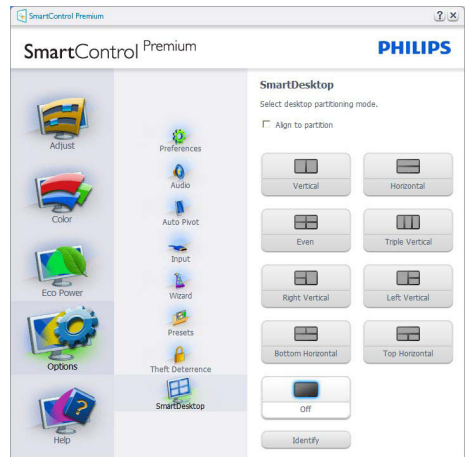 SmartControl Premium
? x
SmartControl Premium
PHILIPS
Adjust
Color
Eco Power
Options
Help
Preferences
Audio
Auto Pivot
Input
Wizard
Presets
Theft Deterrence
SmartDesktop
SmartDesktop
Select desktop partitioning mode.
Align to partition
Vertical
Horizontal
Even
Triple Vertical
Right Vertical
Left Vertical
Bottom Horizontal
Top Horizontal
Off
Identify